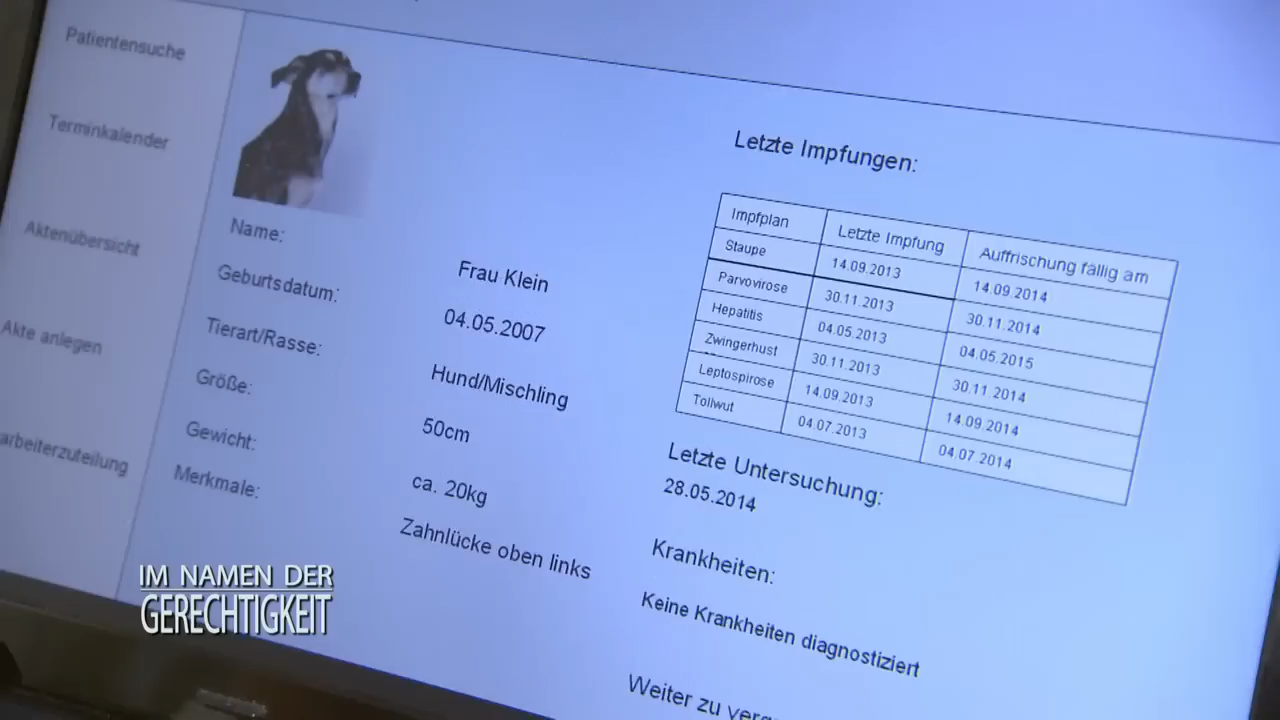 Patientensuche
Terminkalender
Aktenübersicht
Akte anlegen
arbeiterzuteilung
Name: Frau Klein
Geburtsdatum: 04.05.2007
Tierart/Rasse: Hund/Mischling
Größe: 50cm
Gewicht: ca. 20kg
Merkmale: Zahnlücke oben links
Letzte Impfungen:
Impfplan Letzte Impfung Auffrischung fällig am
Staupe 14.09.2013 14.09.2014
Parvovirose 30.11.2013 30.11.2014
Hepatitis 04.05.2013 04.05.2015
Zwingerhust 30.11.2013 30.11.2014
Leptospirose 14.09.2013 14.09.2014
Tollwut 04.07.2013 04.07.2014
Letzte Untersuchung:
28.05.2014
Krankheiten:
Keine Krankheiten diagnostiziert
Weiter zu
IM NAMEN DER
GERECHTIGKEIT